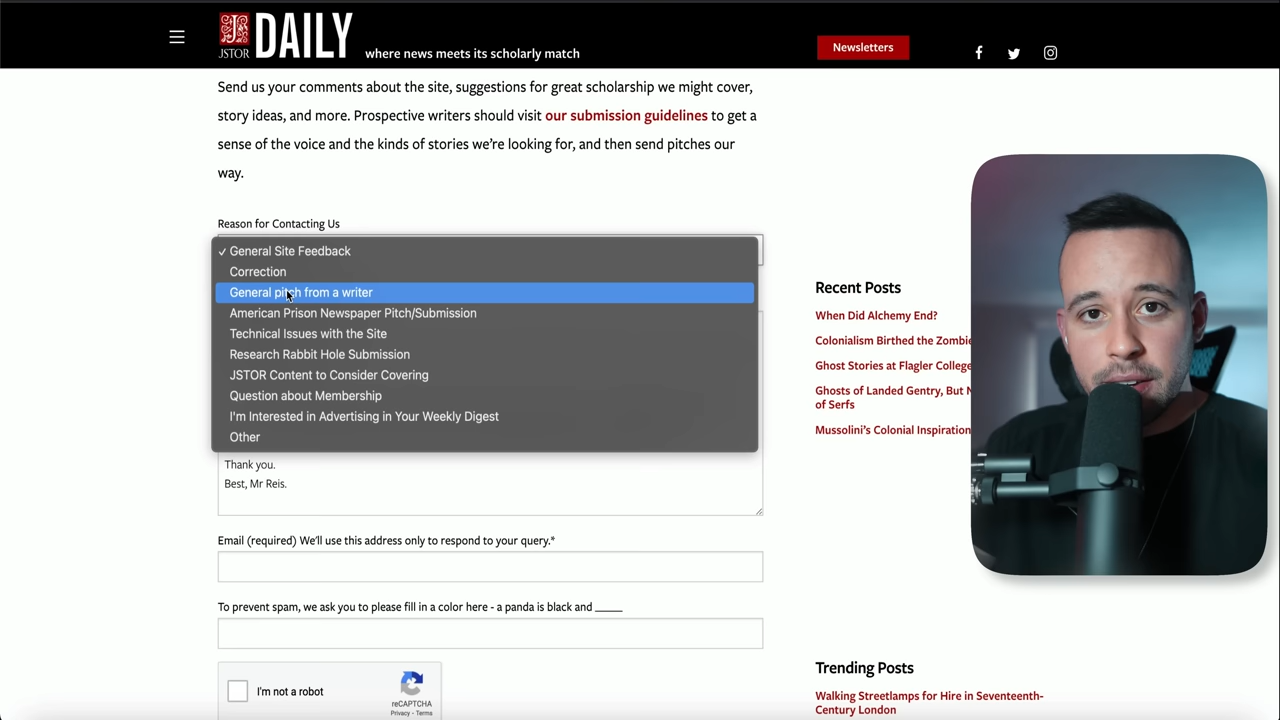 JSTOR
DAILY
where news meets its scholarly match
Newsletters
Send us your comments about the site, suggestions for great scholarship we might cover,
story ideas, and more. Prospective writers should visit our submission guidelines to get a
sense of the voice and the kinds of stories we're looking for, and then send pitches our
way.
Reason for Contacting Us
✓ General Site Feedback
Correction
General pitch from a writer
American Prison Newspaper Pitch/Submission
Technical Issues with the Site
Research Rabbit Hole Submission
JSTOR Content to Consider Covering
Question about Membership
I'm Interested in Advertising in Your Weekly Digest
Other
Thank you.
Best, Mr Reis.
Email (required) We'll use this address only to respond to your query.*
To prevent spam, we ask you to please fill in a color here - a panda is black and _____
I'm not a robot
reCAPTCHA
Privacy - Terms
Recent Posts
When Did Alchemy End?
Colonialism Birthed the Zombie
Ghost Stories at Flagler College
Ghosts of Landed Gentry, But N
of Serfs
Mussolini's Colonial Inspiration
Trending Posts
Walking Streetlamps for Hire in Seventeenth-
Century London